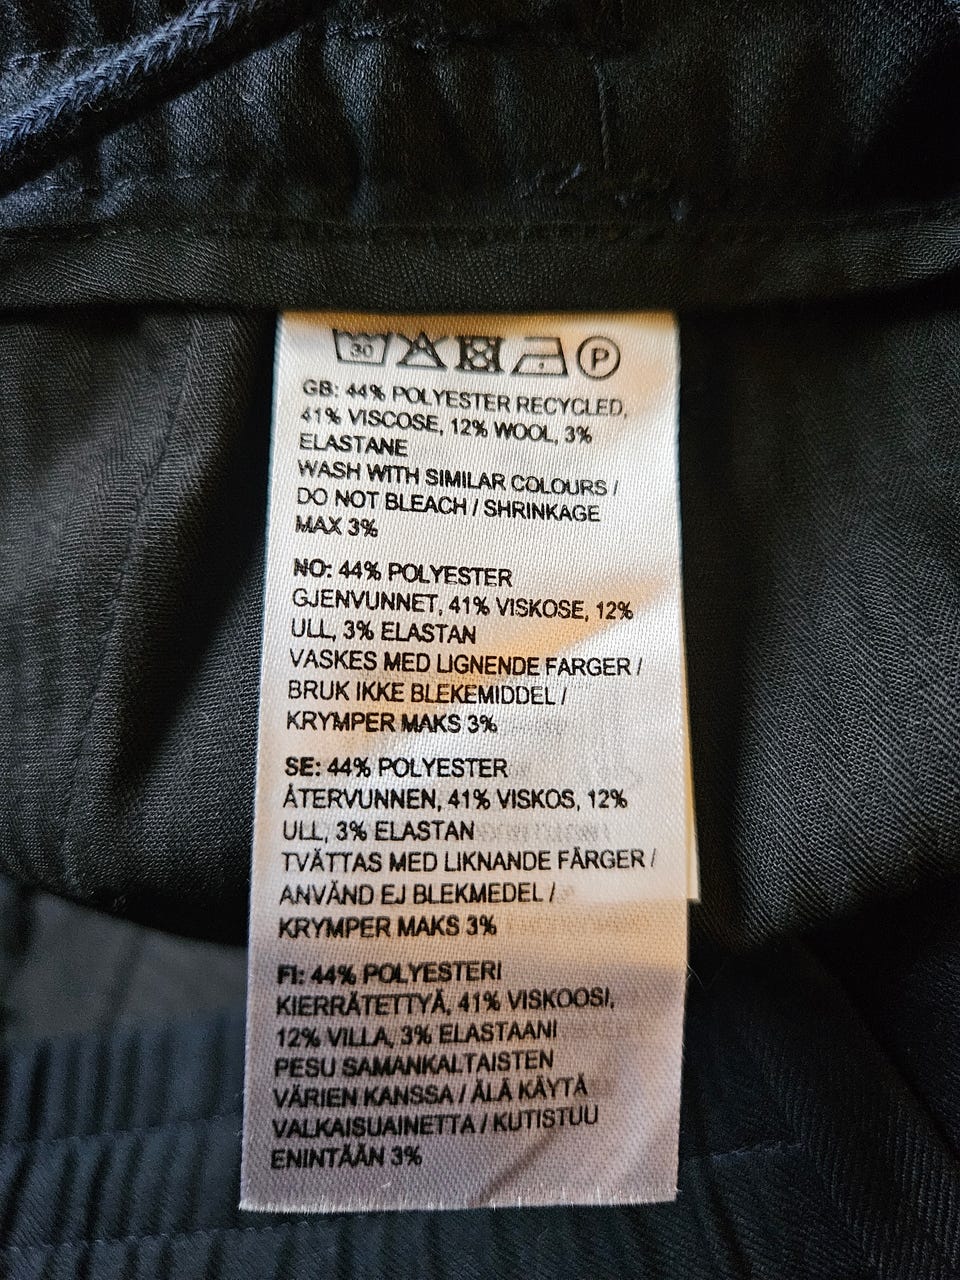 30 P
GB: 44% POLYESTER RECYCLED,
41% VISCOSE, 12% WOOL, 3%
ELASTANE
WASH WITH SIMILAR COLOURS /
DO NOT BLEACH / SHRINKAGE
MAX 3%
NO: 44% POLYESTER
GJENVUNNET, 41% VISKOSE, 12%
ULL, 3% ELASTAN
VASKES MED LIGNENDE FARGER /
BRUK IKKE BLEKEMIDDEL /
KRYMPER MAKS 3%
SE: 44% POLYESTER
ÅTERVUNNEN, 41% VISKOS, 12%
ULL, 3% ELASTAN
TVÄTTAS MED LIKNANDE FÄRGER /
ANVÄND EJ BLEKMEDEL /
KRYMPER MAKS 3%
FI: 44% POLYESTERI
KIERRÄTETTYÄ, 41% VISKOOSI,
12% VILLA, 3% ELASTAANI
PESU SAMANKALTAISTEN
VÄRIEN KANSSA / ÄLÄ KÄYTÄ
VALKAISUAINETTA / KUTISTUU
ENINTÄÄN 3%